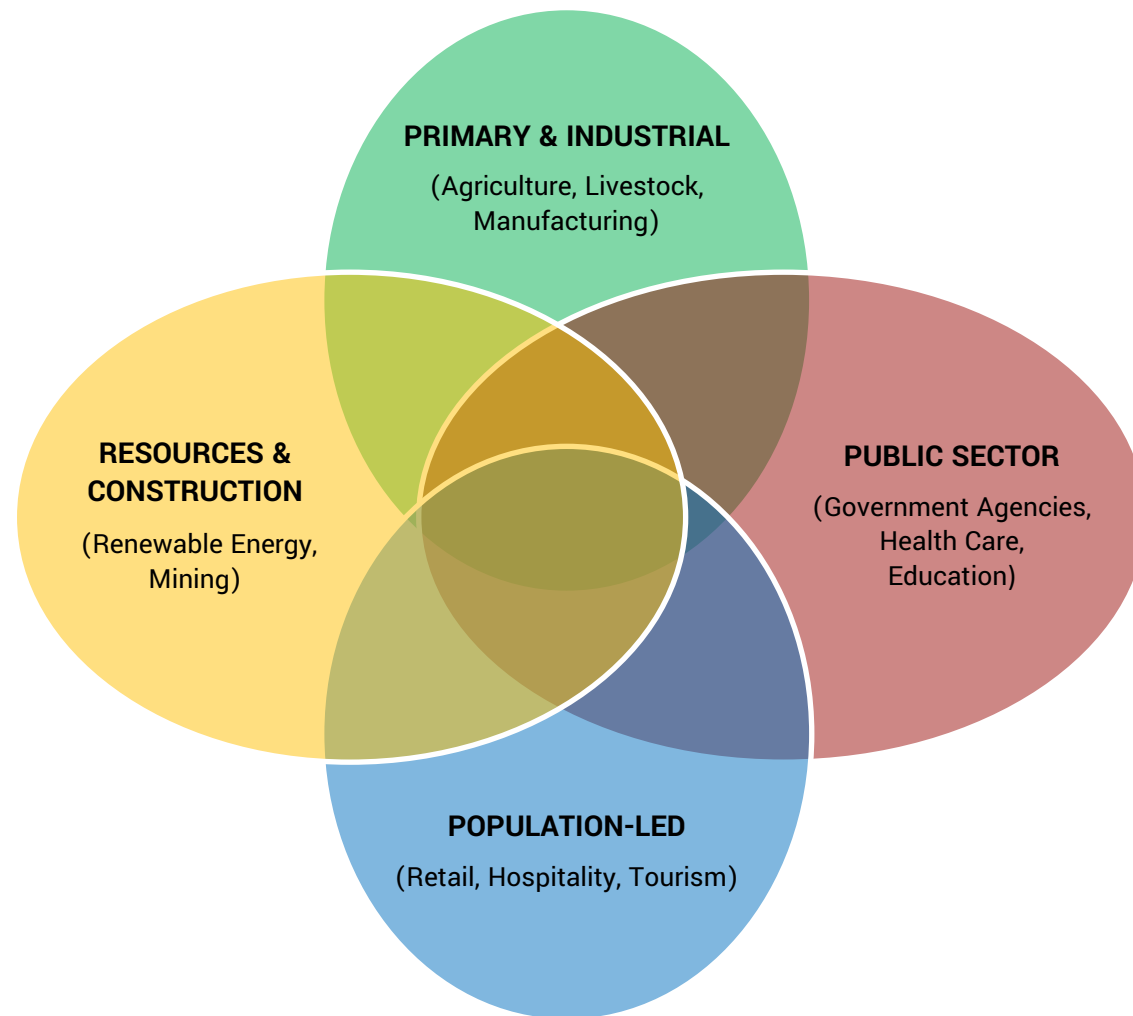 PRIMARY & INDUSTRIAL
(Agriculture, Livestock,
Manufacturing)
RESOURCES &
CONSTRUCTION
(Renewable Energy,
Mining)
PUBLIC SECTOR
(Government Agencies,
Health Care,
Education)
POPULATION-LED
(Retail, Hospitality, Tourism)